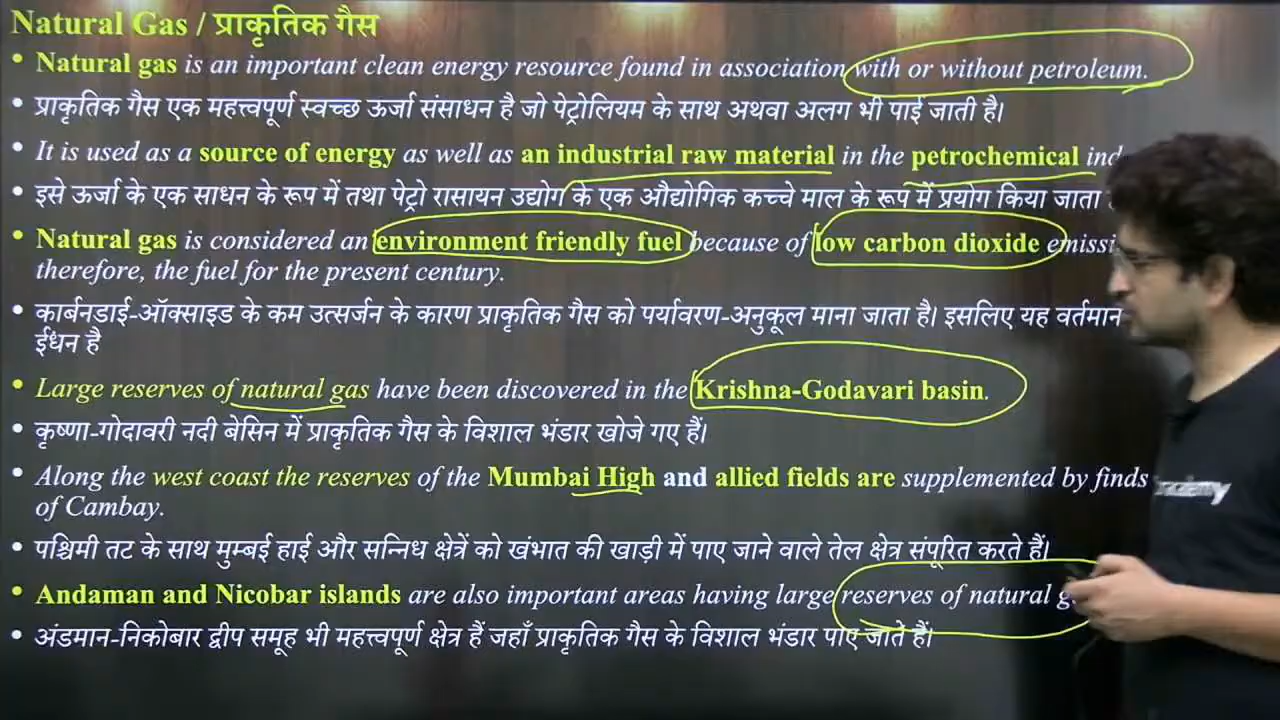 Natural Gas / प्राकृतिक गैस
• Natural gas is an important clean energy resource found in association with or without petroleum.
• प्राकृतिक गैस एक महत्त्वपूर्ण स्वच्छ ऊर्जा संसाधन है जो पेट्रोलियम के साथ अथवा अलग भी पाई जाती है।
• It is used as a source of energy as well as an industrial raw material in the petrochemical
• इसे ऊर्जा के एक साधन के रूप में तथा पेट्रो रासायन उद्योग के एक औद्योगिक कच्चे माल के रूप में प्रयोग किया जाता
• Natural gas is considered an environment friendly fuel because of low carbon dioxide
therefore, the fuel for the present century.
• कार्बनडाई-ऑक्साइड के कम उत्सर्जन के कारण प्राकृतिक गैस को पर्यावरण-अनुकूल माना जाता है। इसलिए यह वर्तमान
ईंधन है
• Large reserves of natural gas have been discovered in the Krishna-Godavari basin.
• कृष्णा-गोदावरी नदी बेसिन में प्राकृतिक गैस के विशाल भंडार खोजे गए हैं।
• Along the west coast the reserves of the Mumbai High and allied fields are supplemented by finds
of Cambay.
• पश्चिमी तट के साथ मुम्बई हाई और सन्निध क्षेत्रें को खंभात की खाड़ी में पाए जाने वाले तेल क्षेत्र संपूरित करते हैं।
• Andaman and Nicobar islands are also important areas having large reserves of natural
• अंडमान-निकोबार द्वीप समूह भी महत्त्वपूर्ण क्षेत्र हैं जहाँ प्राकृतिक गैस के विशाल भंडार पाए जाते हैं।